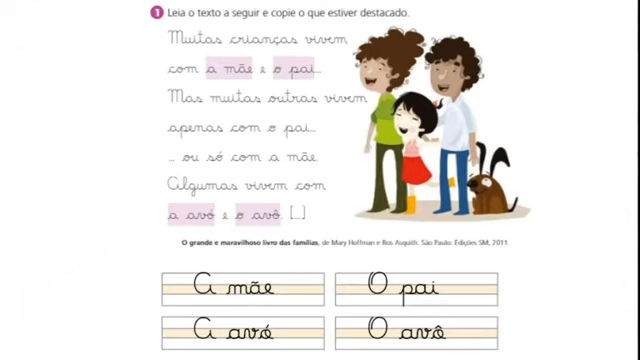 1 Leia o texto a seguir e copie o que estiver destacado.
Muitas crianças vivem
com a mãe e o pai...
Mas muitas outras vivem
apenas com o pai...
... ou só com a mãe.
Algumas vivem com
a avó e o avô. [...]
O grande e maravilhoso livro das famílias, de Mary Hoffman e Ros Asquith. São Paulo: Edições SM, 2011.
A mãe
O pai
A avó
O avô